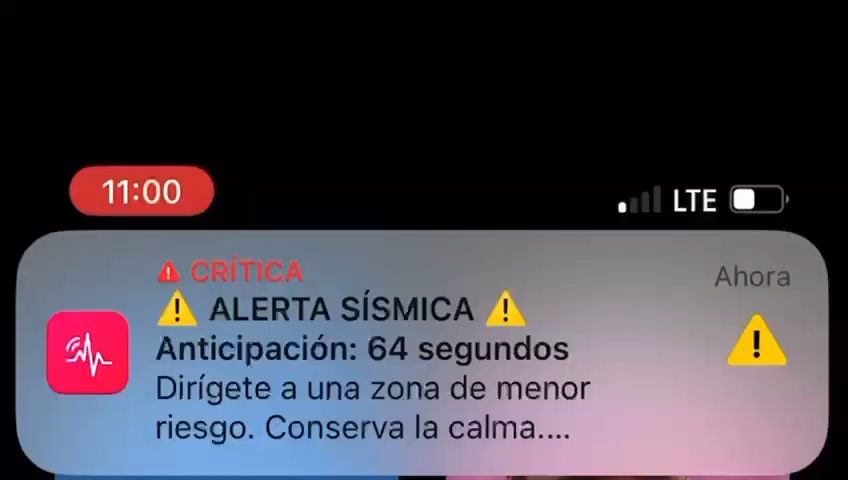 11:00
LTE
CRÍTICA
Ahora
ALERTA SÍSMICA
Anticipación: 64 segundos
Dirígete a una zona de menor
riesgo. Conserva la calma....